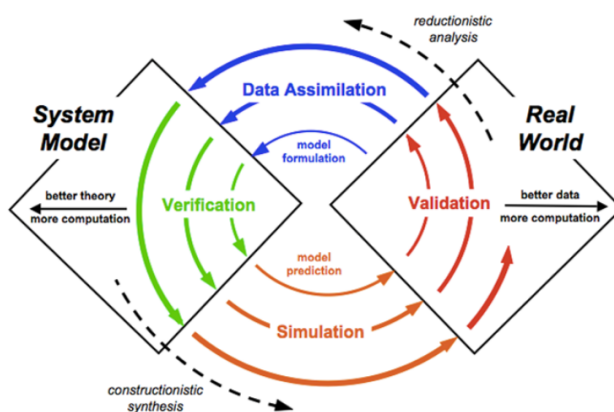 reductionistic
analysis
System
Model
Data Assimilation
Real
World
model
formulation
better theory
more computation
Verification
Validation
better data
more computation
model
prediction
Simulation
constructionistic
synthesis